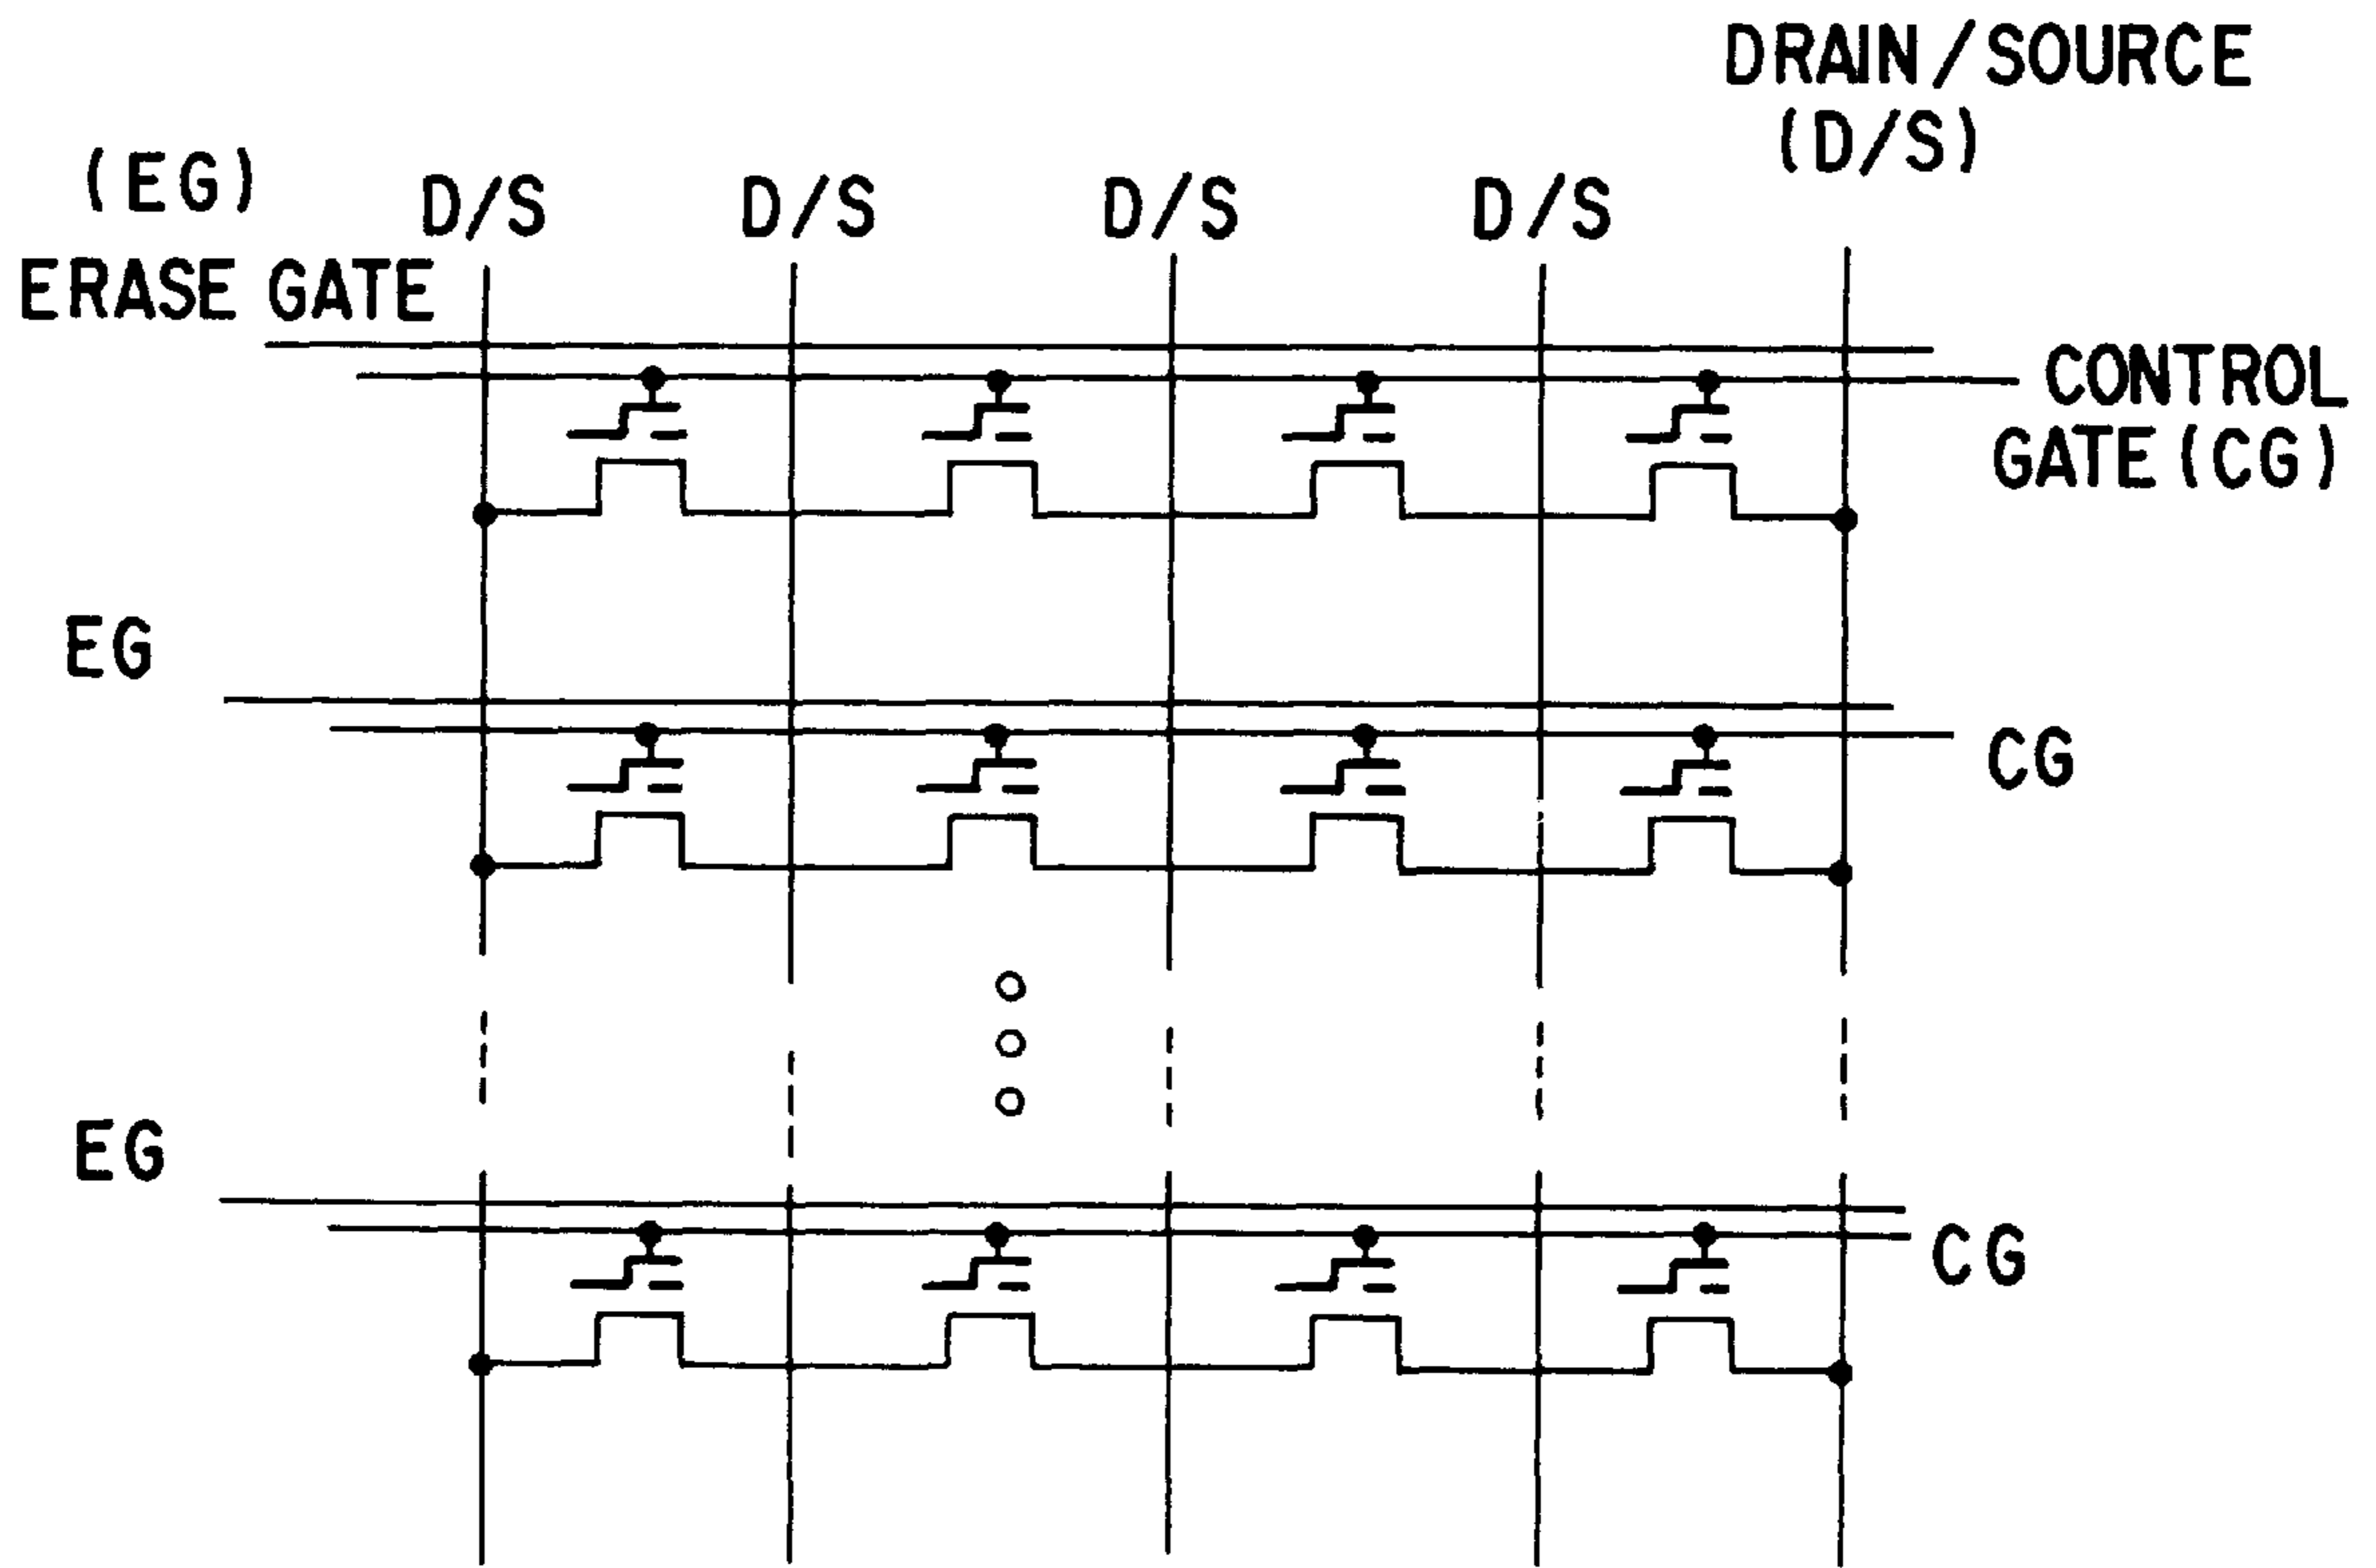 DRAIN/SOURCE
(D/S)
(EG)
ERASE GATE
D/S D/S D/S D/S
CONTROL
GATE (CG)
EG
CG
EG
CG